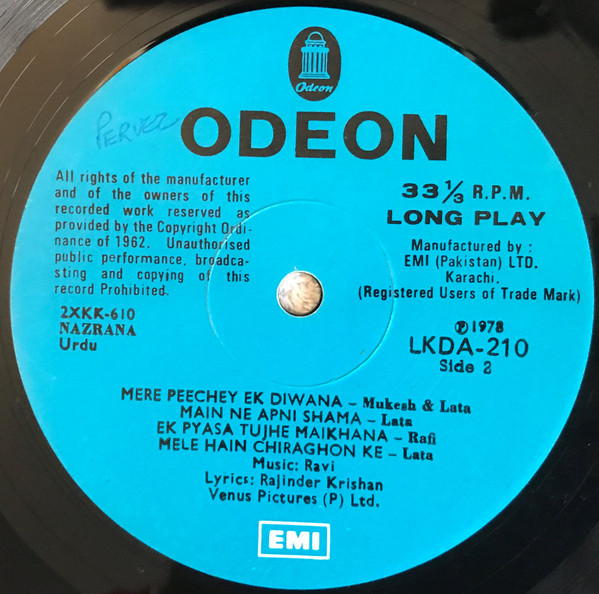 Odeon
PERVEZ
ODEON
All rights of the manufacturer
and of the owners of this
recorded work reserved as
provided by the Copyright Ordi-
nance of 1962. Unauthorised
public performance, broadca-
sting and copying of this
record Prohibited.
2XKK-610
NAZRANA
Urdu
33 1/3 R.P.M.
LONG PLAY
Manufactured by :
EMI (Pakistan) LTD.
Karachi.
(Registered Users of Trade Mark)
℗1978
LKDA-210
Side 2
MERE PEECHEY EK DIWANA – Mukesh & Lata
MAIN NE APNI SHAMA – Lata
EK PYASA TUJHE MAIKHANA – Rafi
MELE HAIN CHIRAGHON KE – Lata
Music: Ravi
Lyrics: Rajinder Krishan
Venus Pictures (P) Ltd.
EMI